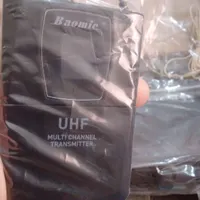 Baomic
UHF
MULTI CHANNEL
TRANSMITTER